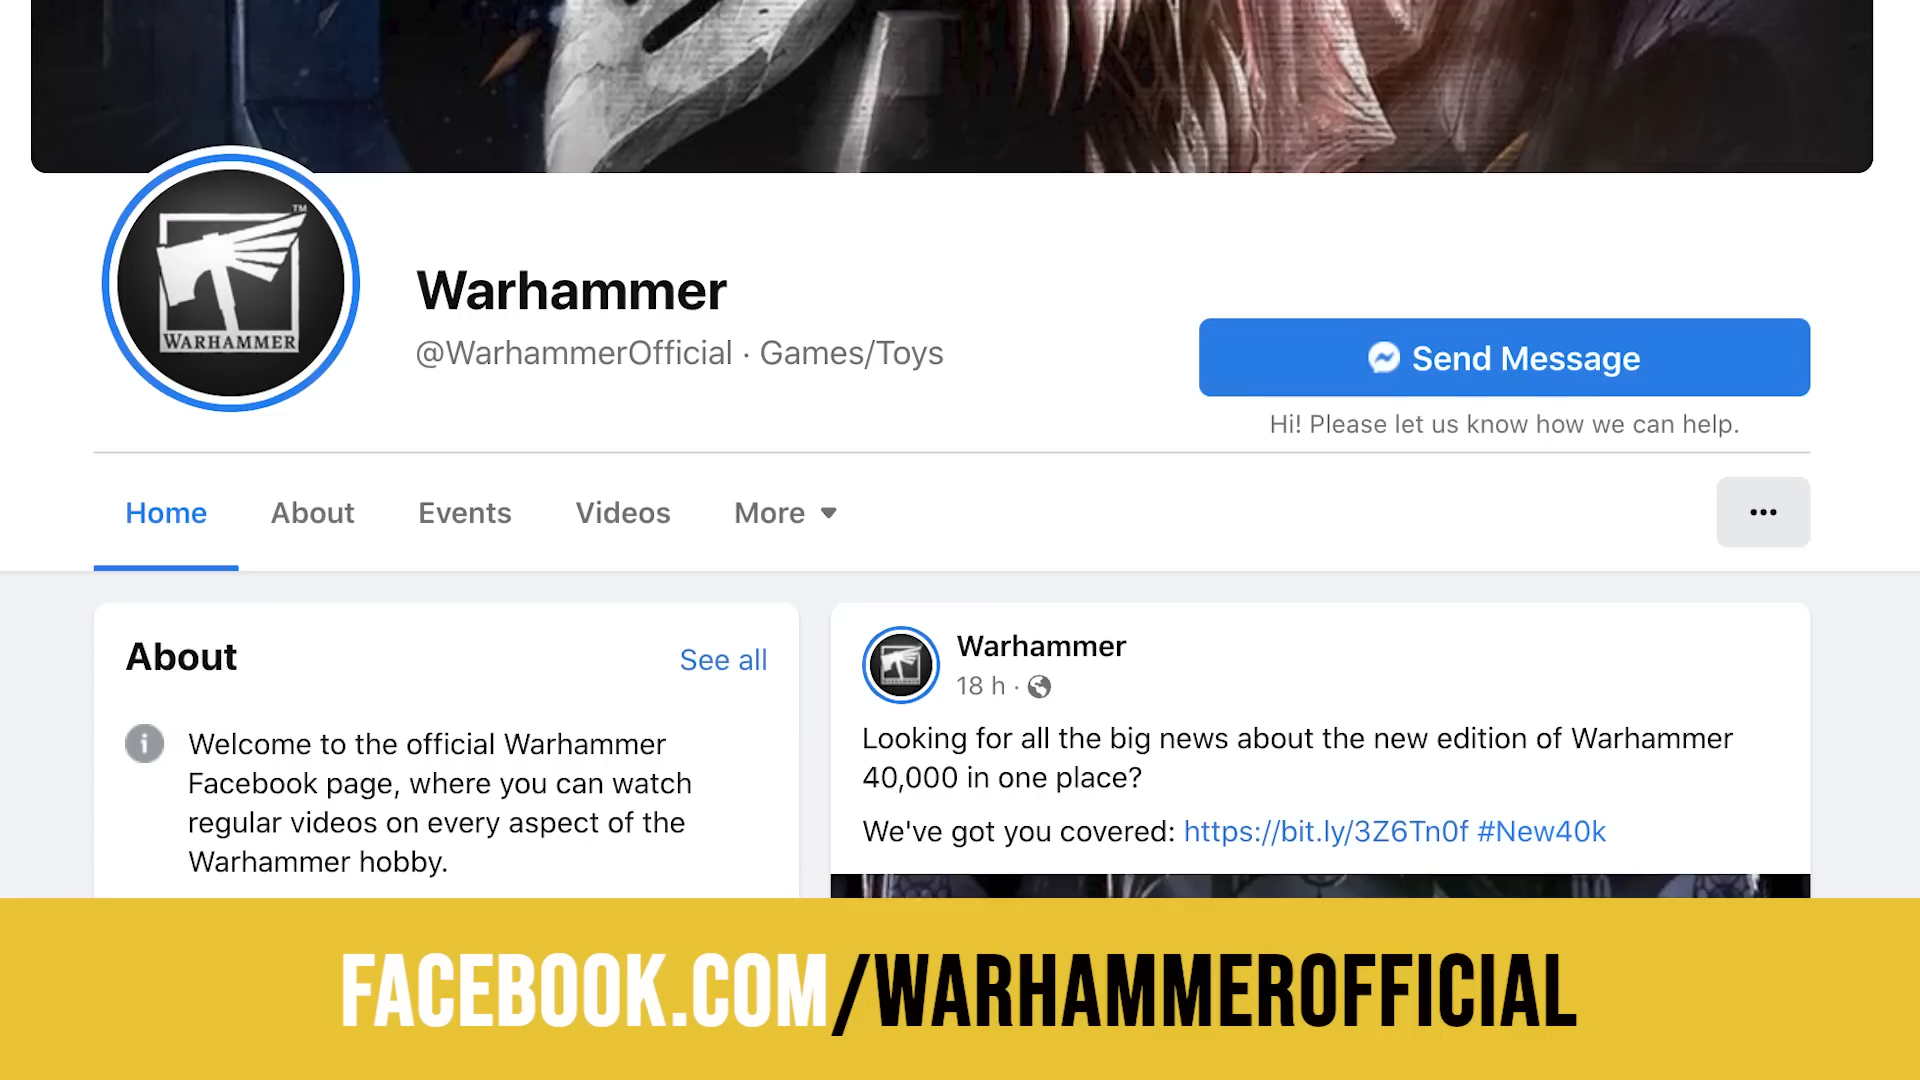 TM
WARHAMMER
Warhammer
@WarhammerOfficial · Games/Toys
Send Message
Hi! Please let us know how we can help.
Home
About
Events
Videos
More
About
See all
Welcome to the official Warhammer
Facebook page, where you can watch
regular videos on every aspect of the
Warhammer hobby.
Warhammer
18 h ·
Looking for all the big news about the new edition of Warhammer
40,000 in one place?
We've got you covered: https://bit.ly/3Z6Tn0f #New40k
FACEBOOK.COM/WARHAMMEROFFICIAL